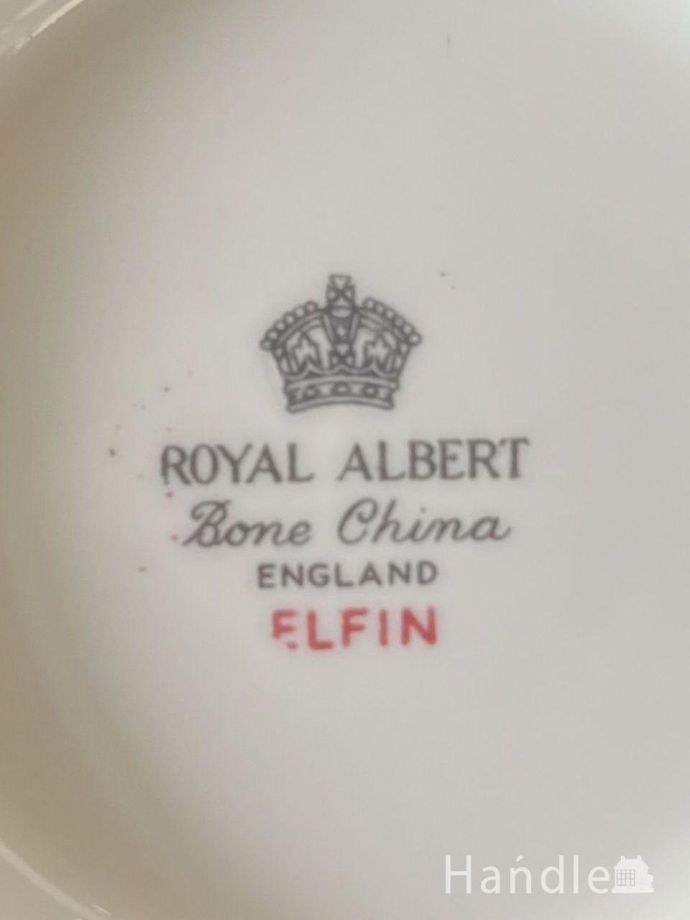 ROYAL ALBERT
Bone China
ENGLAND
ELFIN
Handle